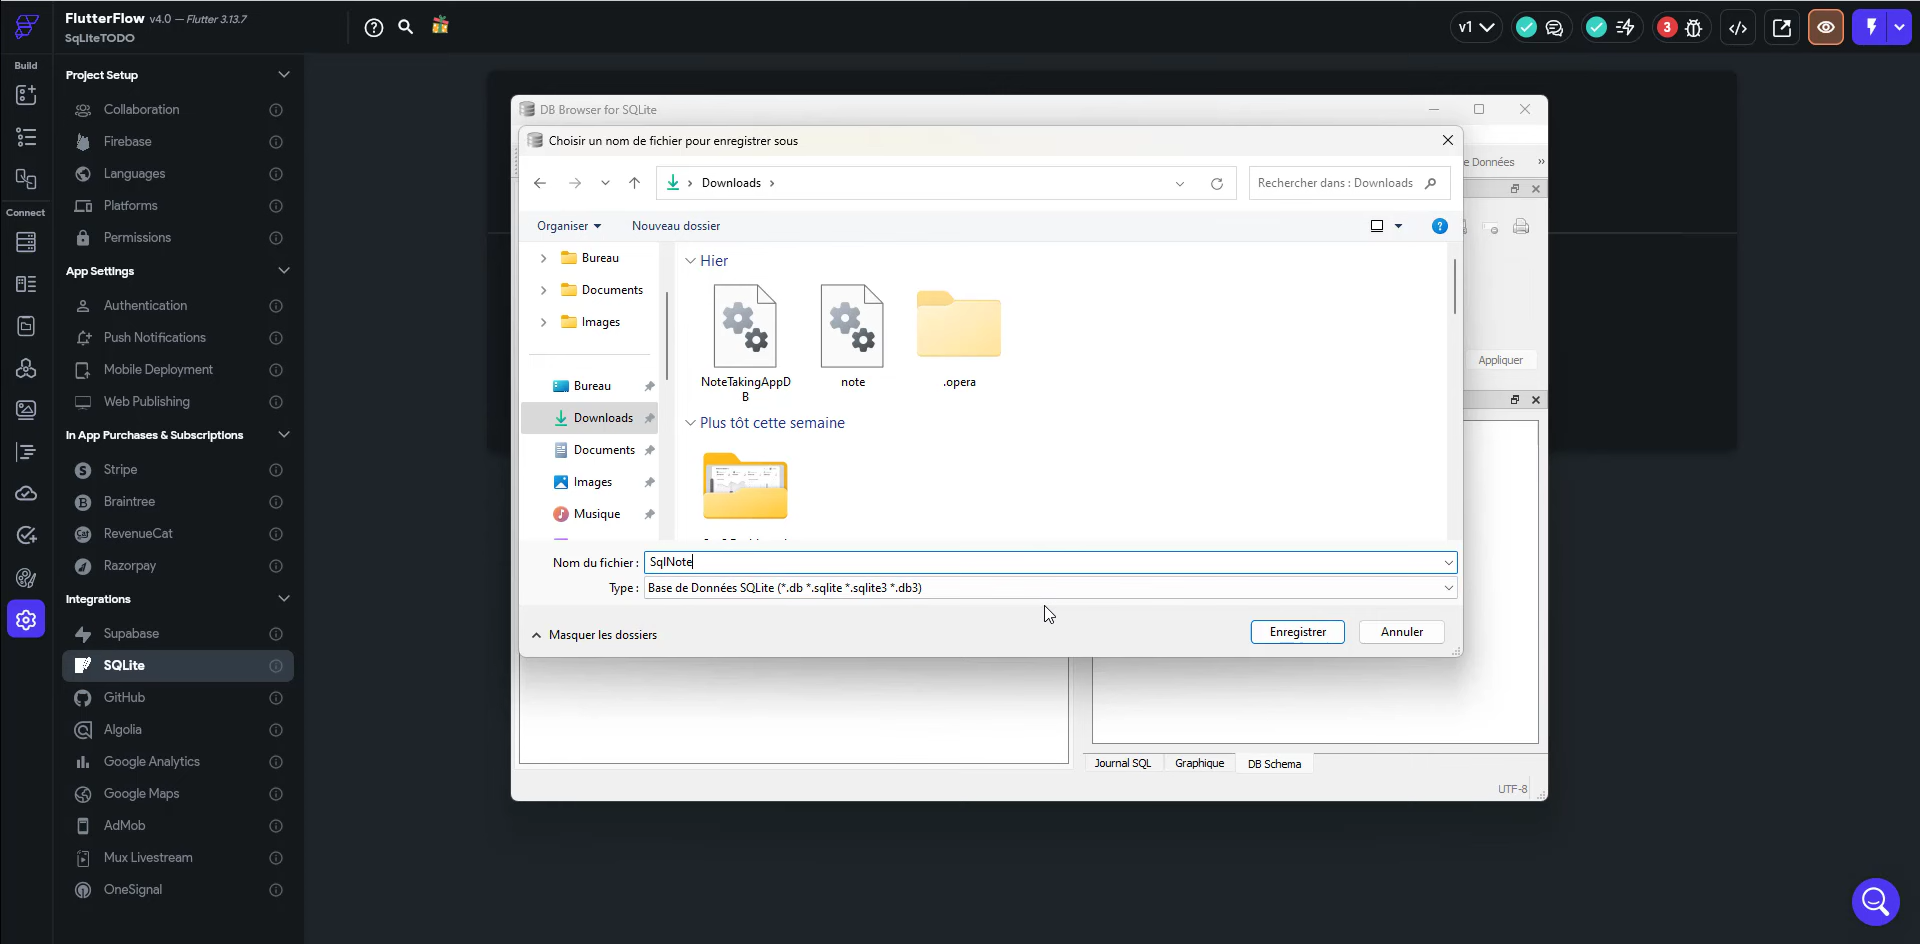 FlutterFlow v4.0 — Flutter 3.13.7
SqLiteTODO
v1
3
Build
Connect
Project Setup
Collaboration
Firebase
Languages
Platforms
Permissions
App Settings
Authentication
Push Notifications
Mobile Deployment
Web Publishing
In App Purchases & Subscriptions
Stripe
Braintree
RevenueCat
Razorpay
Integrations
Supabase
SQLite
GitHub
Algolia
Google Analytics
Google Maps
AdMob
Mux Livestream
OneSignal
DB Browser for SQLite
Choisir un nom de fichier pour enregistrer sous
Downloads
Rechercher dans : Downloads
e Données
Organiser
Nouveau dossier
Bureau
Documents
Images
Bureau
Downloads
Documents
Images
Musique
Hier
NoteTakingAppD
B
note
.opera
Plus tôt cette semaine
Appliquer
Nom du fichier : SqlNote
Type : Base de Données SQLite (*.db *.sqlite *.sqlite3 *.db3)
Masquer les dossiers
Enregistrer
Annuler
Journal SQL
Graphique
DB Schema
UTF-8